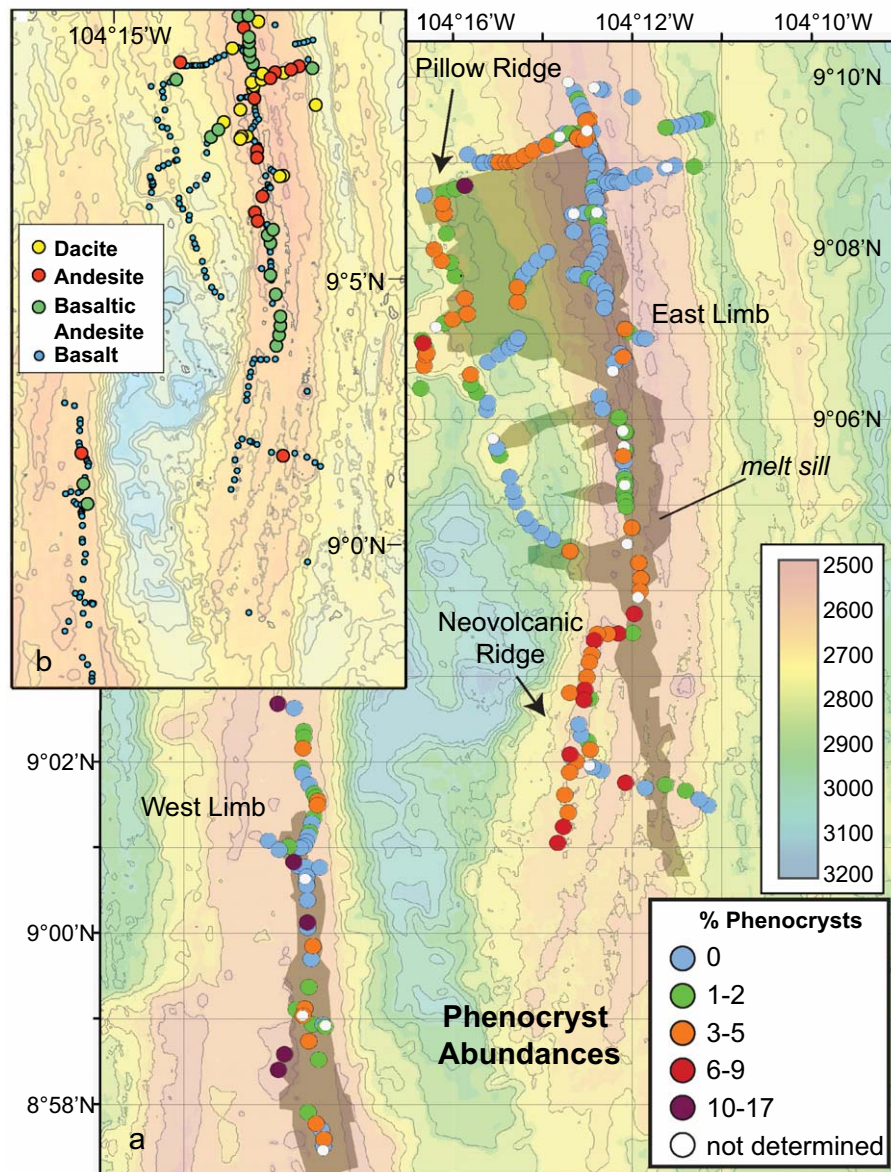 104°15'W
10'W
Dacite
Andesite
Basaltic
Andesite
Basalt
9°5'N
9°0'N
b
104°16'W
104°12'W
104°10'W
Pillow Ridge
9°10'N
9°08'N
East Limb
9°06'N
melt sill
Neovolcanic
Ridge
2500
2600
2700
2800
2900
3000
3100
3200
9°02'N
West Limb
9°00'N
8°58'N
Phenocryst
Abundances
% Phenocrysts
0
1-2
3-5
6-9
10-17
not determined
a